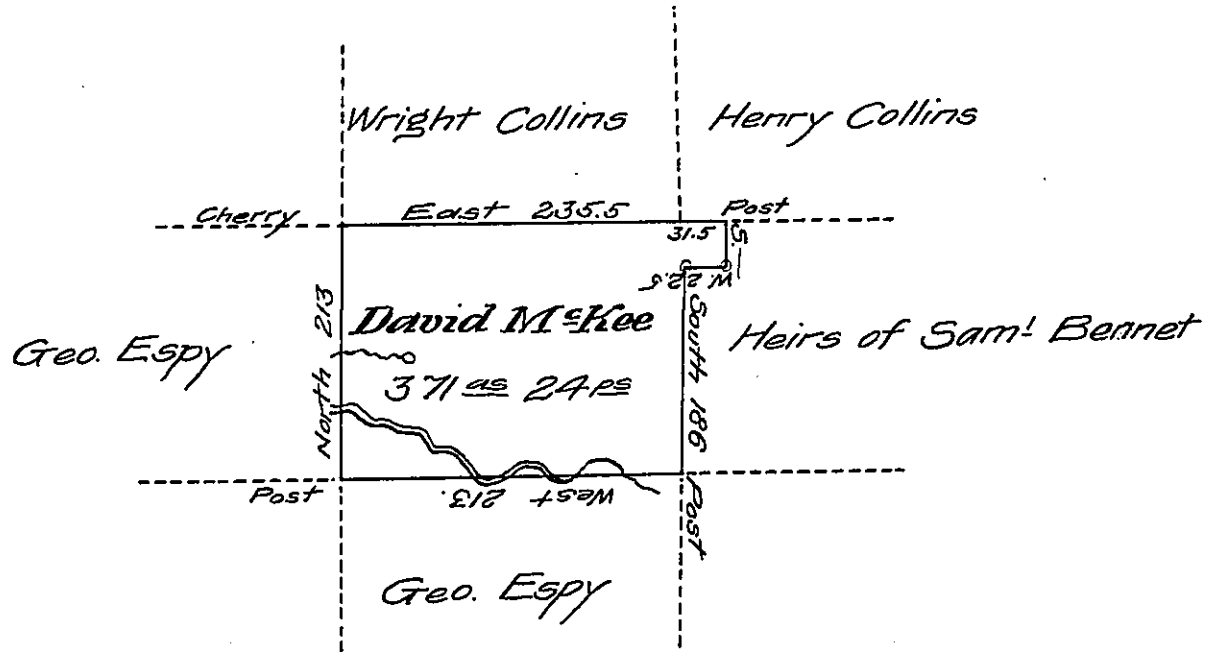 Wright Collins
Henry Collins
Cherry
East 235.5
Post
31.5
S.
W. 22.5
David McKee
371 as 24 ps
Geo. Espy
North 213
South 186
Heirs of Saml Bennet
Post
West 213.
Post
Geo. Espy